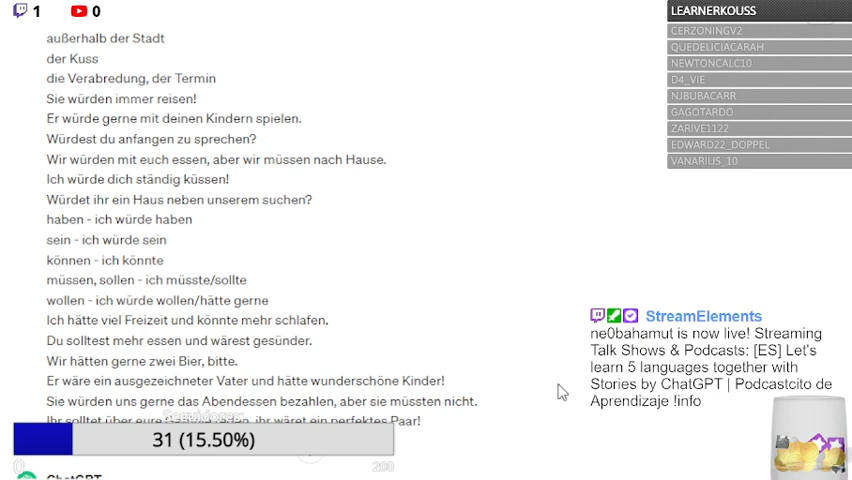 1 0
außerhalb der Stadt
der Kuss
die Verabredung, der Termin
Sie würden immer reisen!
Er würde gerne mit deinen Kindern spielen.
Würdest du anfangen zu sprechen?
Wir würden mit euch essen, aber wir müssen nach Hause.
Ich würde dich ständig küssen!
Würdet ihr ein Haus neben unserem suchen?
haben - ich würde haben
sein - ich würde sein
können - ich könnte
müssen, sollen - ich müsste/sollte
wollen - ich würde wollen/hätte gerne
Ich hätte viel Freizeit und könnte mehr schlafen.
Du solltest mehr essen und wärest gesünder.
Wir hätten gerne zwei Bier, bitte.
Er wäre ein ausgezeichneter Vater und hätte wunderschöne Kinder!
Sie würden uns gerne das Abendessen bezahlen, aber sie müssten nicht.
Seguidores:
Ihr solltet über eure reden, ihr wäret ein perfektes Paar!
31 (15.50%)
0 200
ChatGPT
LEARNERKOUSS
CERZONINGV2
QUEDELICIACARAH
NEWTONCALC10
D4_VIE
NJBUBACARR
GAGOTARDO
ZARIVE1122
EDWARD22_DOPPEL
VANARIUS_10
StreamElements
ne0bahamut is now live! Streaming
Talk Shows & Podcasts: [ES] Let's
learn 5 languages together with
Stories by ChatGPT | Podcastcito de
Aprendizaje !info